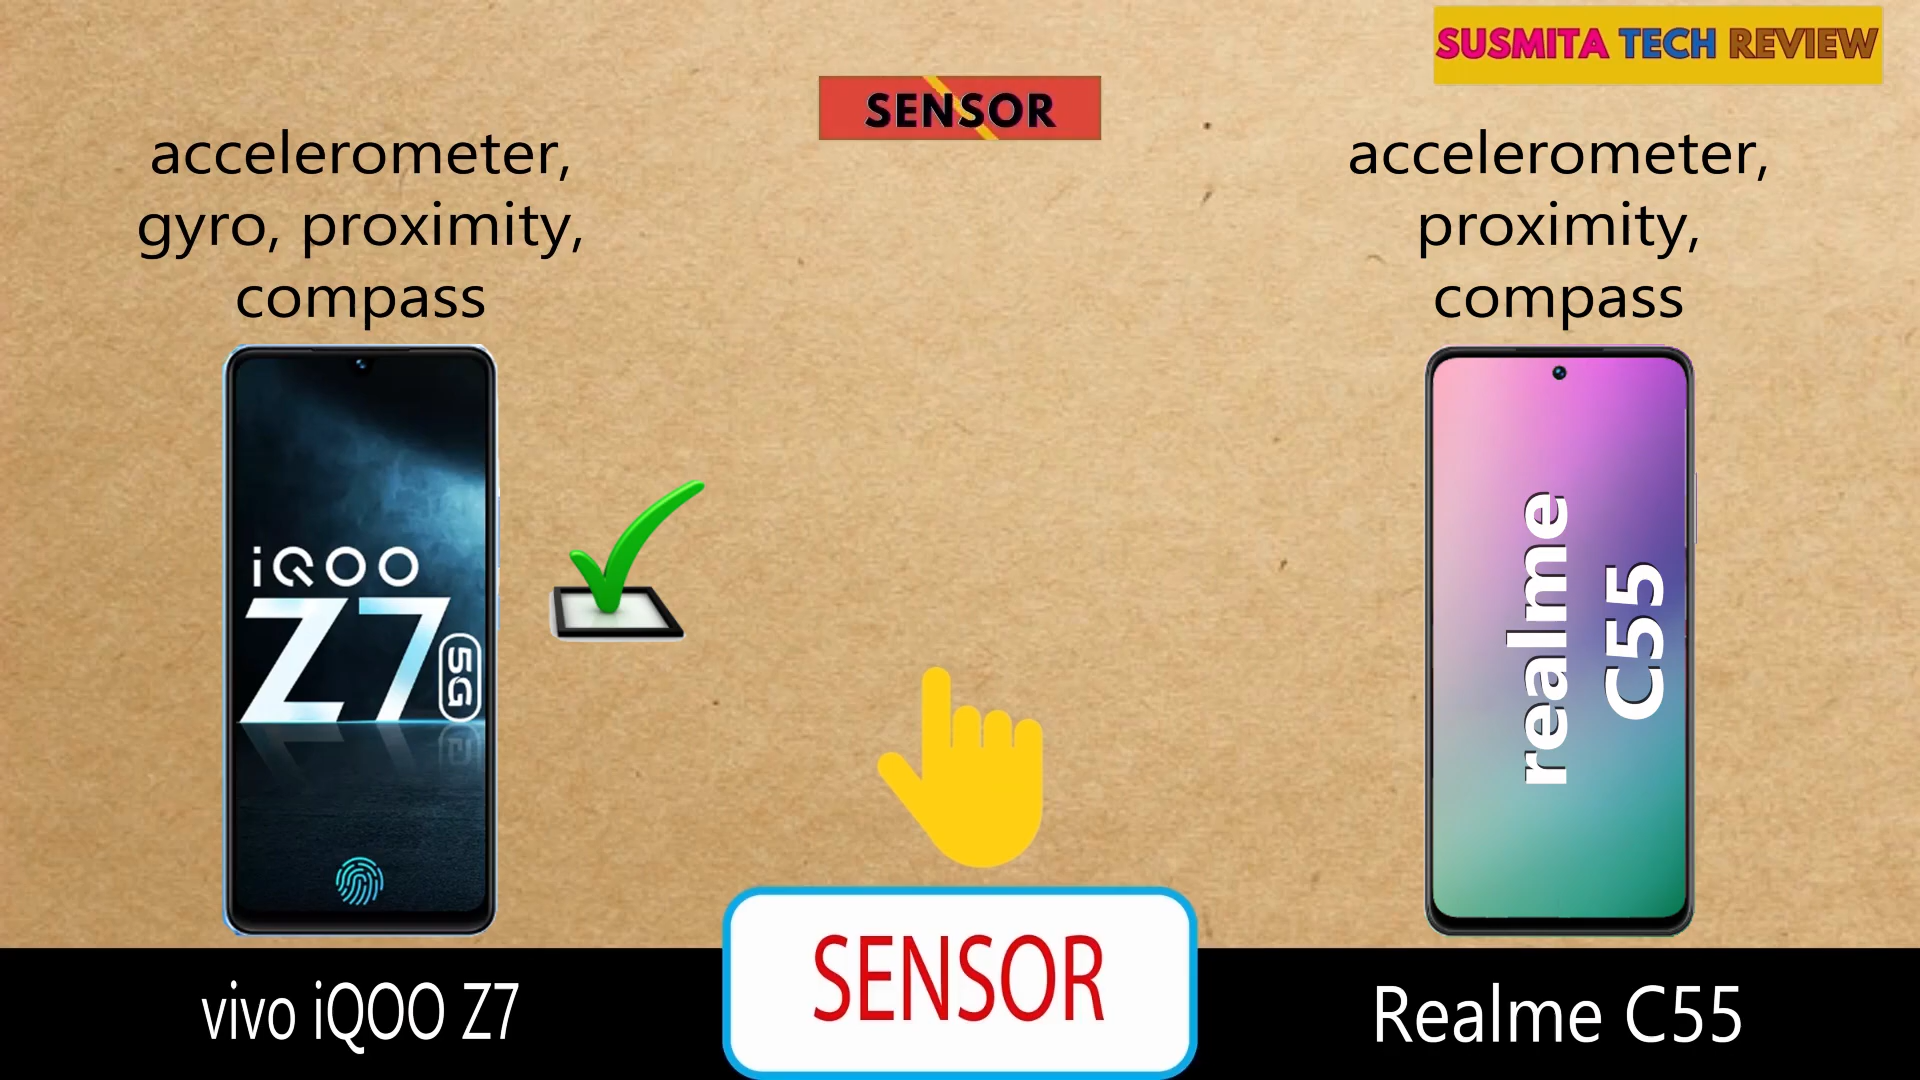 SUSMITA TECH REVIEW
SENSOR
accelerometer,
gyro, proximity,
compass
accelerometer,
proximity,
compass
iQOO
Z7
5G
realme
C55
vivo iQOO Z7
SENSOR
Realme C55